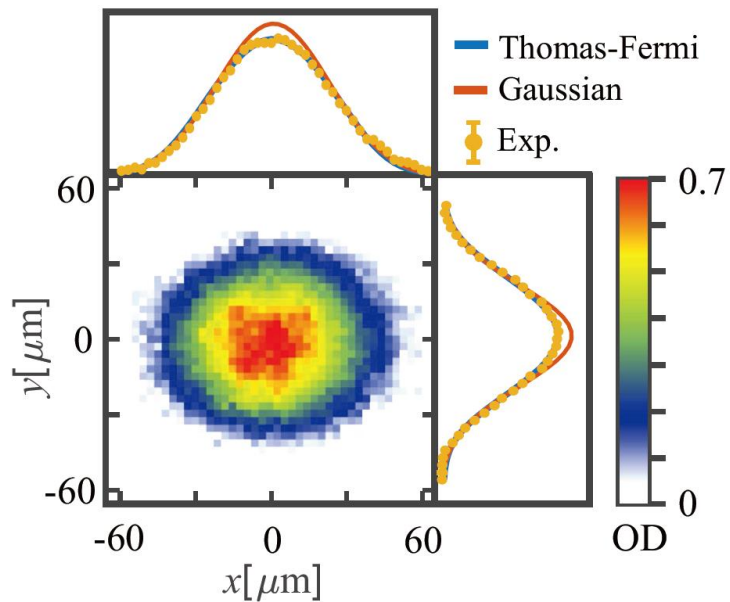 Thomas-Fermi
Gaussian
Exp.
60
0
-60
y[μm]
-60 0 60
x[μm]
0.7
0
OD